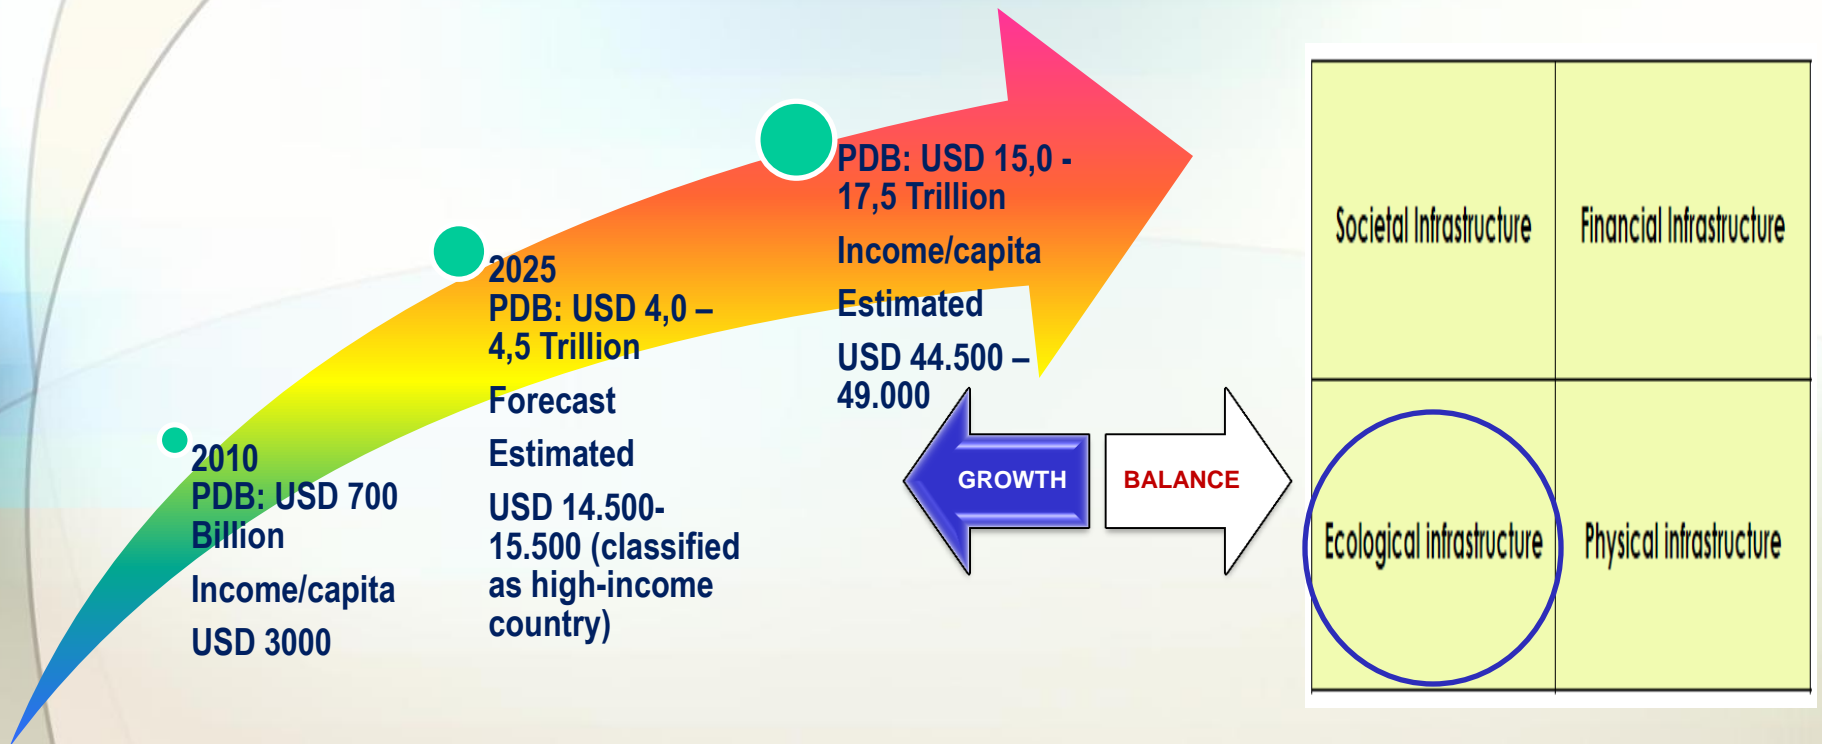 2010
PDB: USD 700
Billion
Income/capita
USD 3000
2025
PDB: USD 4,0 –
4,5 Trillion
Forecast
Estimated
USD 14.500-
15.500 (classified
as high-income
country)
PDB: USD 15,0 -
17,5 Trillion
Income/capita
Estimated
USD 44.500 –
49.000
GROWTH
BALANCE
Societal Infrastructure
Financial Infrastructure
Ecological infrastructure
Physical infrastructure